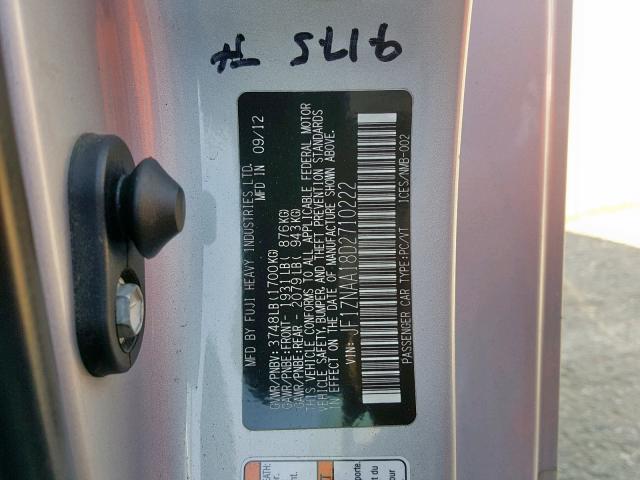 9175 A
MFD BY FUJI HEAVY INDUSTRIES LTD.
MFD IN 09/12
GVWR/PNBV: 3748LB(1700KG)
GAWR/PNBE:FRONT- 1931LB( 876KG)
GAWR/PNBE:REAR - 2079LB( 943KG)
THIS VEHICLE CONFORMS TO ALL APPLICABLE FEDERAL MOTOR
VEHICLE SAFETY, BUMPER, AND THEFT PREVENTION STANDARDS
IN EFFECT ON THE DATE OF MANUFACTURE SHOWN ABOVE.
VIN: JF1ZNAA18D2710222
PASSENGER CAR TYPE:PC/VT ICES/NMB-002